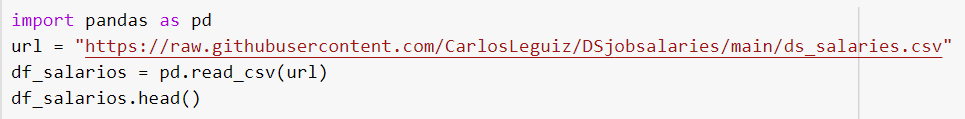 import pandas as pd
url = "https://raw.githubusercontent.com/CarlosLeguiz/DSjobsalaries/main/ds_salaries.csv"
df_salarios = pd.read_csv(url)
df_salarios.head()